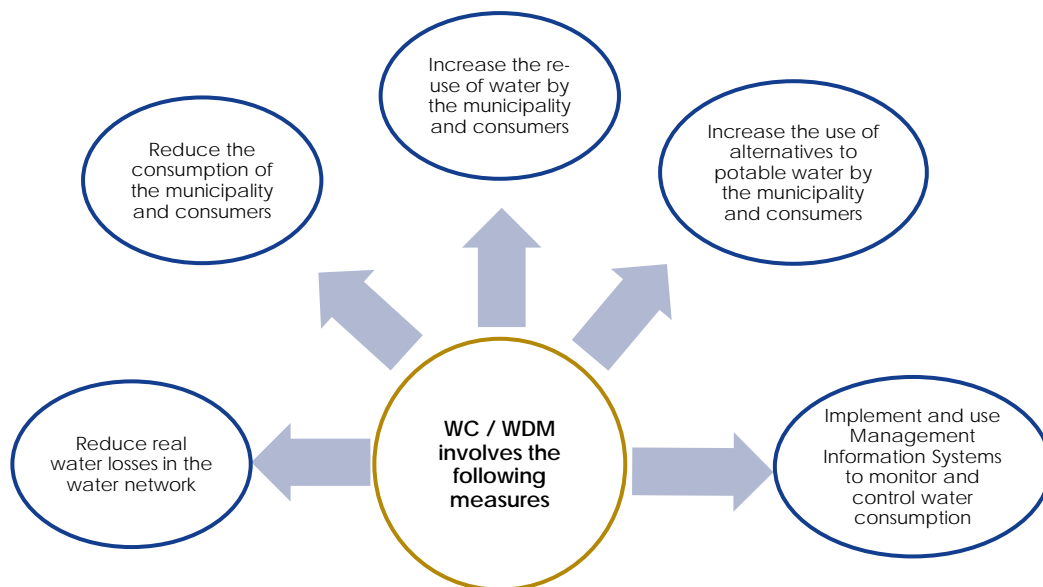 Increase the re-
use of water by
the municipality
and consumers
Reduce the
consumption of
the municipality
and consumers
Increase the use of
alternatives to
potable water by
the municipality
and consumers
Reduce real
water losses in the
water network
WC / WDM
involves the
following
measures
Implement and use
Management
Information Systems
to monitor and
control water
consumption